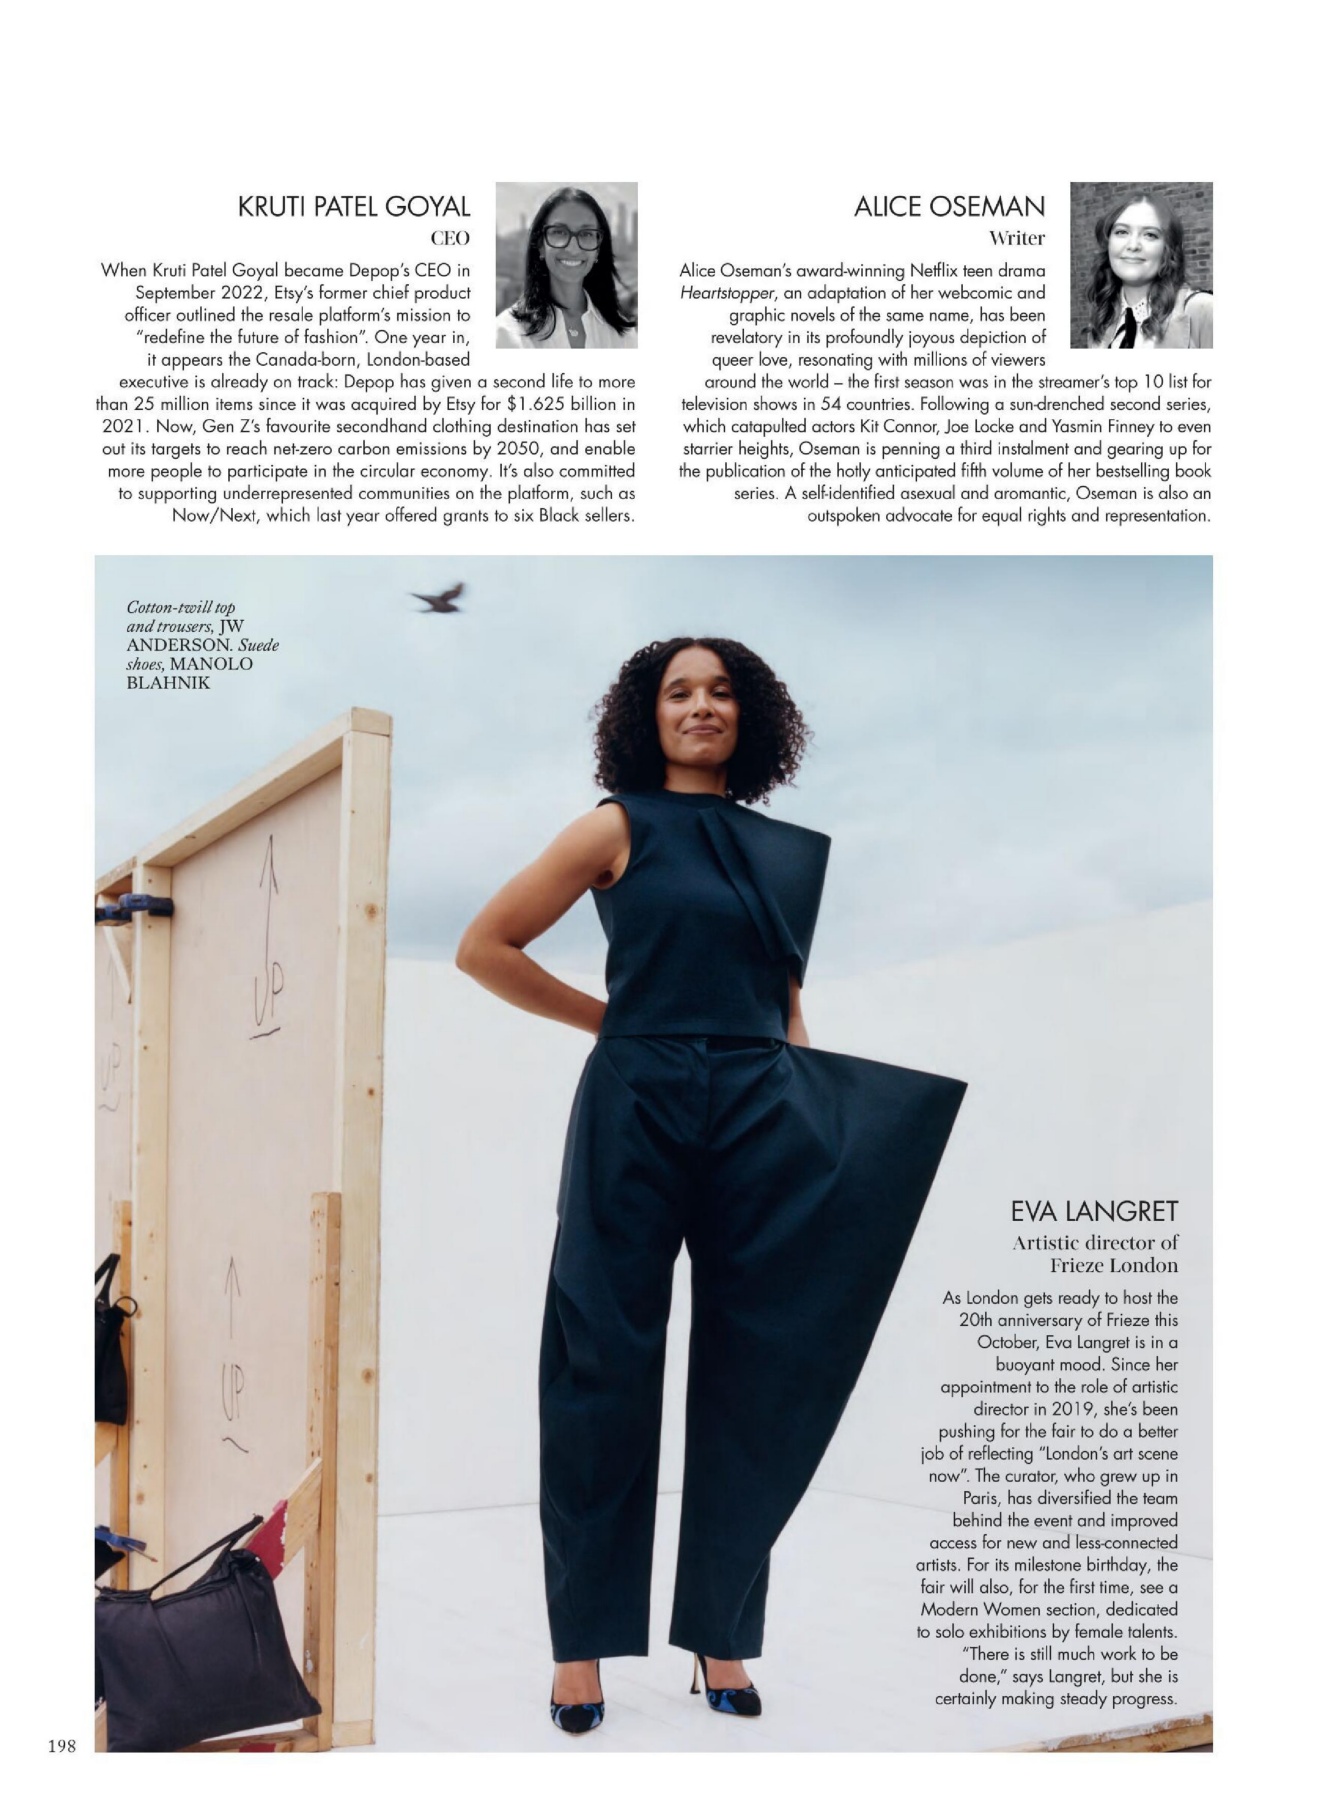 KRUTI PATEL GOYAL
CEO
When Kruti Patel Goyal became Depop's CEO in
September 2022, Etsy's former chief product
officer outlined the resale platform's mission to
“redefine the future of fashion”. One year in,
it appears the Canada-born, London-based
executive is already on track: Depop has given a second life to more
than 25 million items since it was acquired by Etsy for $1.625 billion in
2021. Now, Gen Z's favourite secondhand clothing destination has set
out its targets to reach net-zero carbon emissions by 2050, and enable
more people to participate in the circular economy. It's also committed
to supporting underrepresented communities on the platform, such as
Now/Next, which last year offered grants to six Black sellers.
ALICE OSEMAN
Writer
Alice Oseman's award-winning Netflix teen drama
Heartstopper, an adaptation of her webcomic and
graphic novels of the same name, has been
revelatory in its profoundly joyous depiction of
queer love, resonating with millions of viewers
around the world – the first season was in the streamer's top 10 list for
television shows in 54 countries. Following a sun-drenched second series,
which catapulted actors Kit Connor, Joe Locke and Yasmin Finney to even
starrier heights, Oseman is penning a third instalment and gearing up for
the publication of the hotly anticipated fifth volume of her bestselling book
series. A self-identified asexual and aromantic, Oseman is also an
outspoken advocate for equal rights and representation.
Cotton-twill top
and trousers, JW
ANDERSON. Suede
shoes, MANOLO
BLAHNIK
UP
UP
UP
EVA LANGRET
Artistic director of
Frieze London
As London gets ready to host the
20th anniversary of Frieze this
October, Eva Langret is in a
buoyant mood. Since her
appointment to the role of artistic
director in 2019, she's been
pushing for the fair to do a better
job of reflecting “London's art scene
now”. The curator, who grew up in
Paris, has diversified the team
behind the event and improved
access for new and less-connected
artists. For its milestone birthday, the
fair will also, for the first time, see a
Modern Women section, dedicated
to solo exhibitions by female talents.
“There is still much work to be
done,” says Langret, but she is
certainly making steady progress.
198